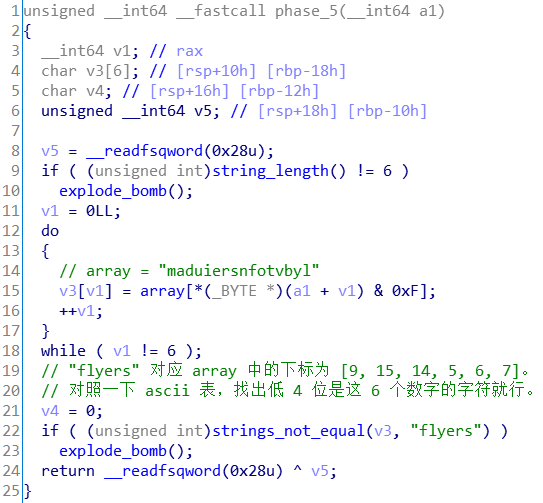 1 unsigned __int64 __fastcall phase_5(__int64 a1)
2 {
3   __int64 v1; // rax
4   char v3[6]; // [rsp+10h] [rbp-18h]
5   char v4; // [rsp+16h] [rbp-12h]
6   unsigned __int64 v5; // [rsp+18h] [rbp-10h]
7
8   v5 = __readfsqword(0x28u);
9   if ( (unsigned int)string_length() != 6 )
10     explode_bomb();
11   v1 = 0LL;
12   do
13   {
14     // array = "maduiersnfotvbyl"
15     v3[v1] = array[*(_BYTE *)(a1 + v1) & 0xF];
16     ++v1;
17   }
18   while ( v1 != 6 );
19   // "flyers" 对应 array 中的下标为 [9, 15, 14, 5, 6, 7]。
20   // 对照一下 ascii 表，找出低 4 位是这 6 个数字的字符就行。
21   v4 = 0;
22   if ( (unsigned int)strings_not_equal(v3, "flyers") )
23     explode_bomb();
24   return __readfsqword(0x28u) ^ v5;
25 }